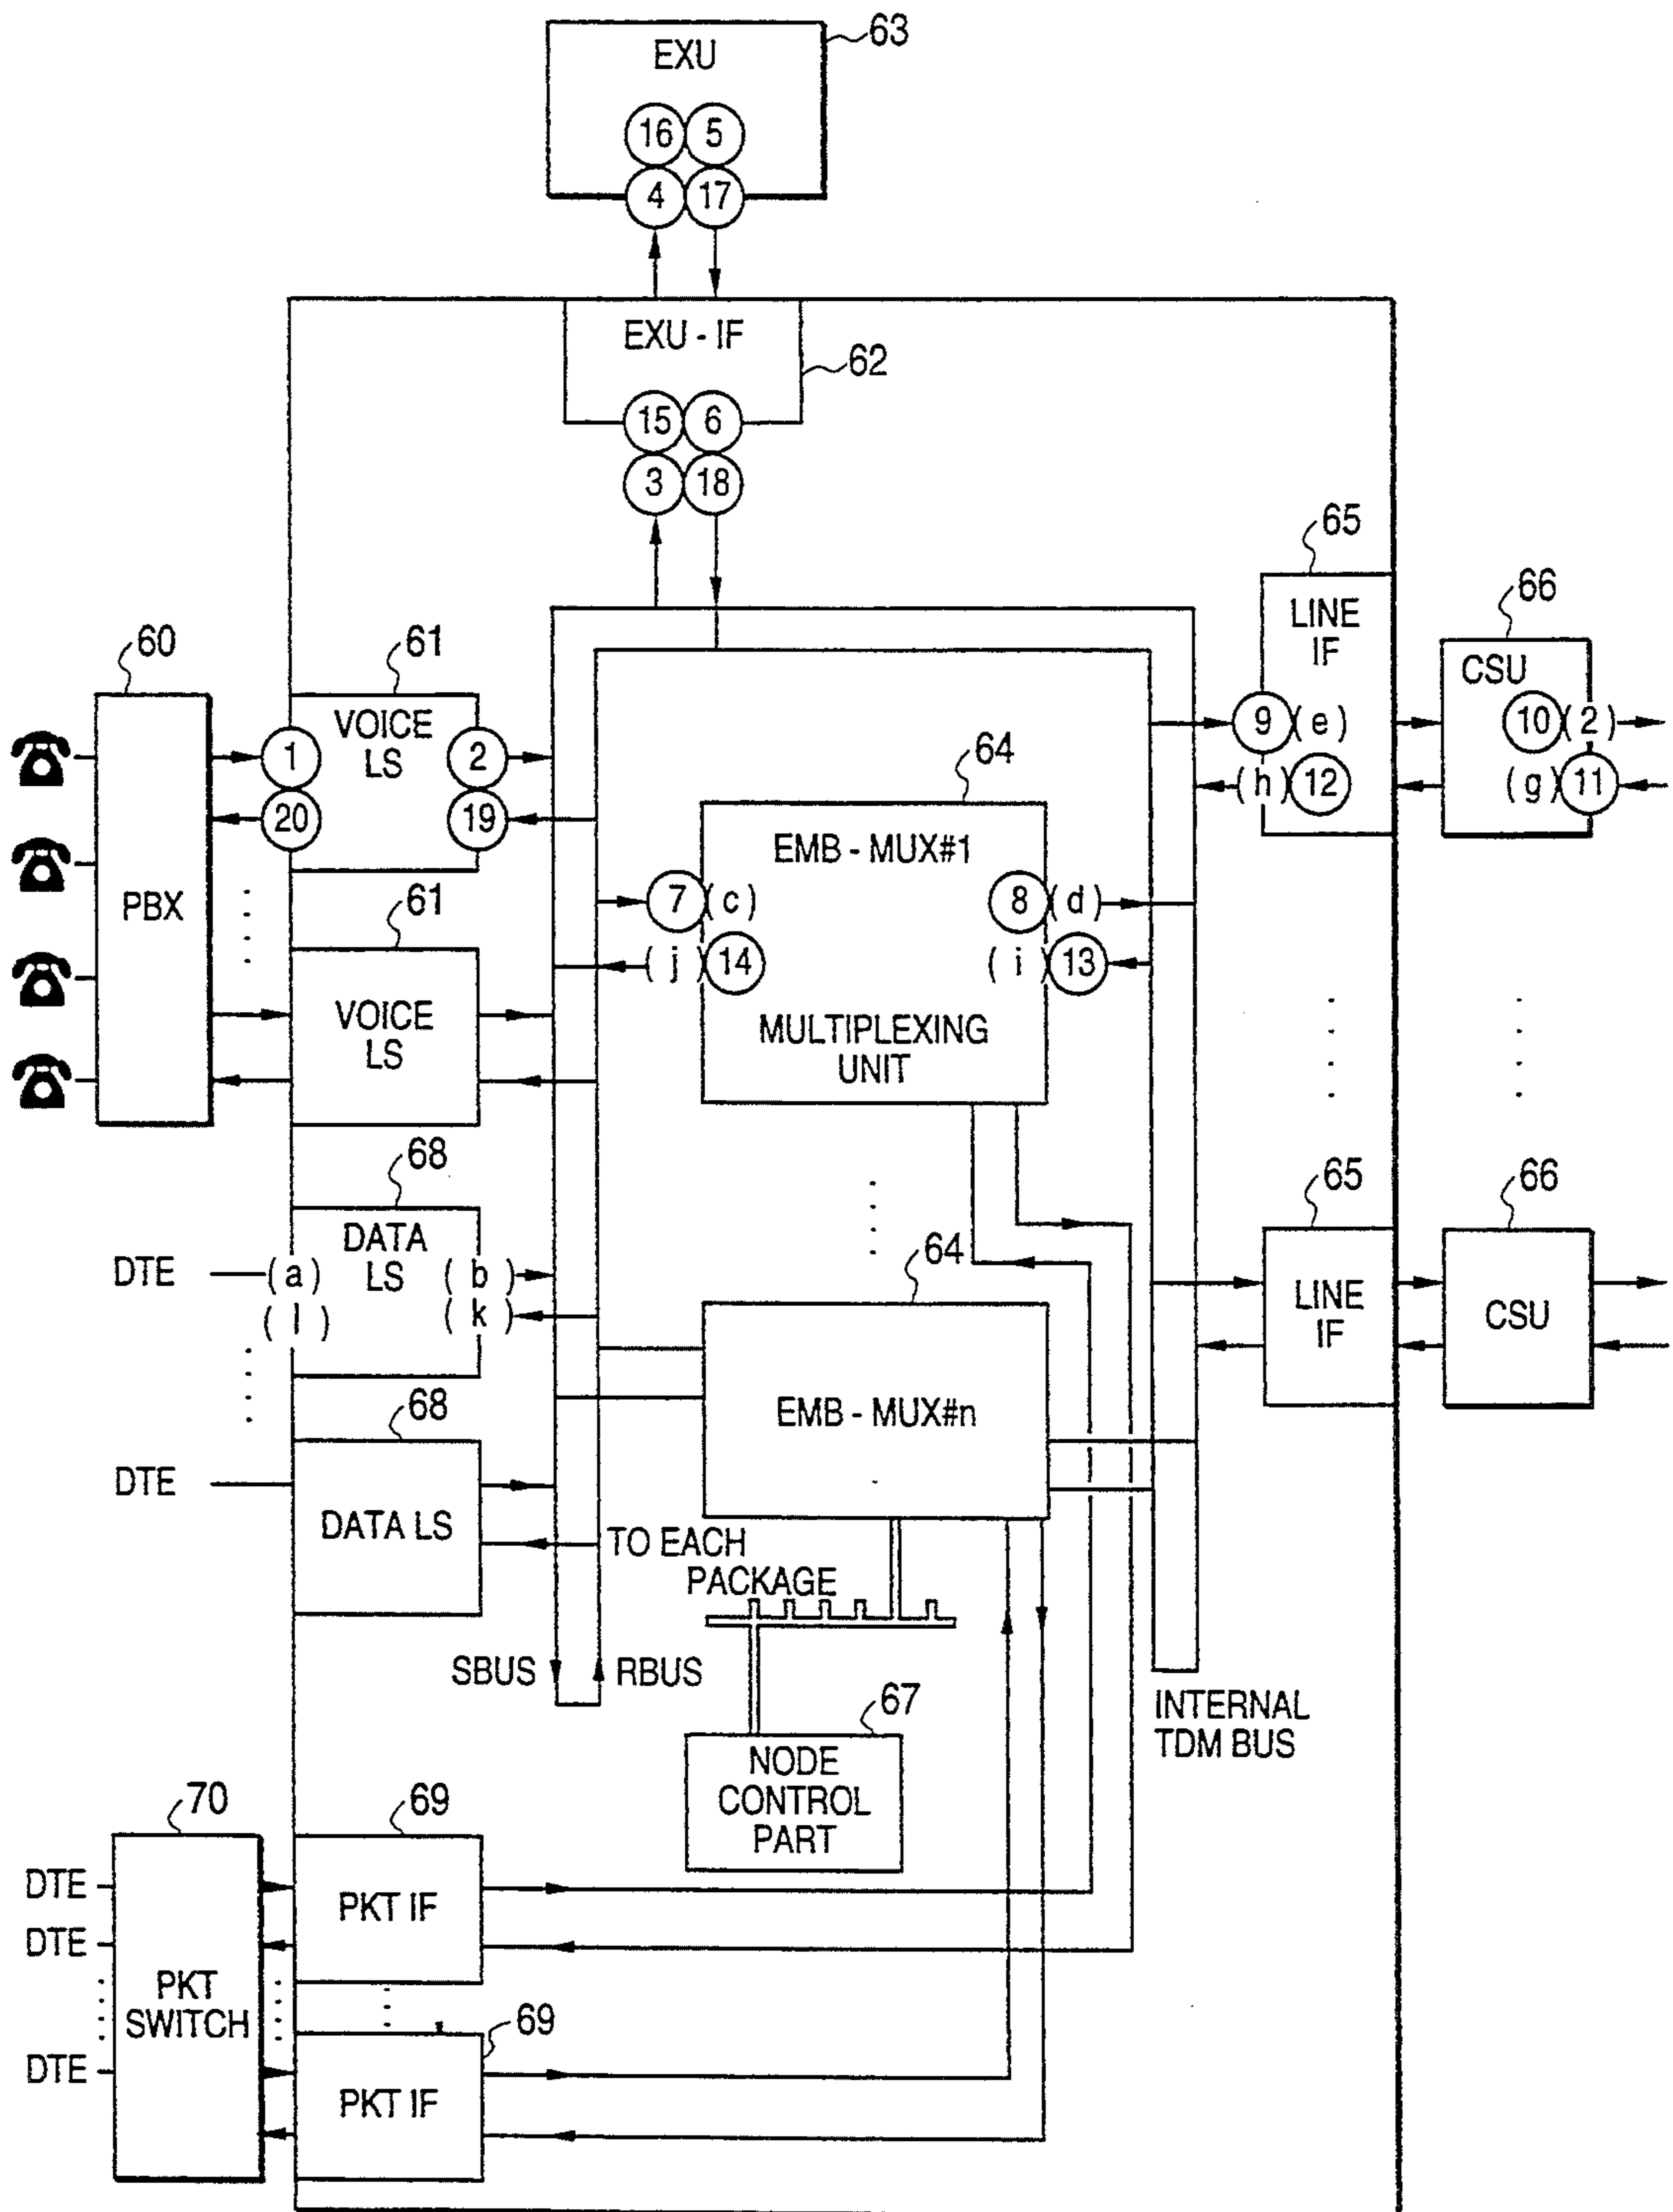 63
EXU
16 5
4 17
EXU - IF
62
15 6
3 18
65
LINE
IF
66
CSU
60
61
VOICE
LS
9 (e)
10 (2)
1
2
(h) 12
(g) 11
64
20
19
EMB - MUX#1
PBX
61
7 (c)
8 (d)
(j) 14
(i) 13
VOICE
LS
MULTIPLEXING
UNIT
68
DATA
LS
65
66
64
DTE
(a)
(b)
(l)
(k)
LINE
IF
CSU
68
EMB - MUX#n
DTE
DATA LS
TO EACH
PACKAGE
SBUS
RBUS
67
INTERNAL
TDM BUS
NODE
CONTROL
PART
70
69
DTE
PKT IF
DTE
PKT
SWITCH
69
DTE
PKT IF